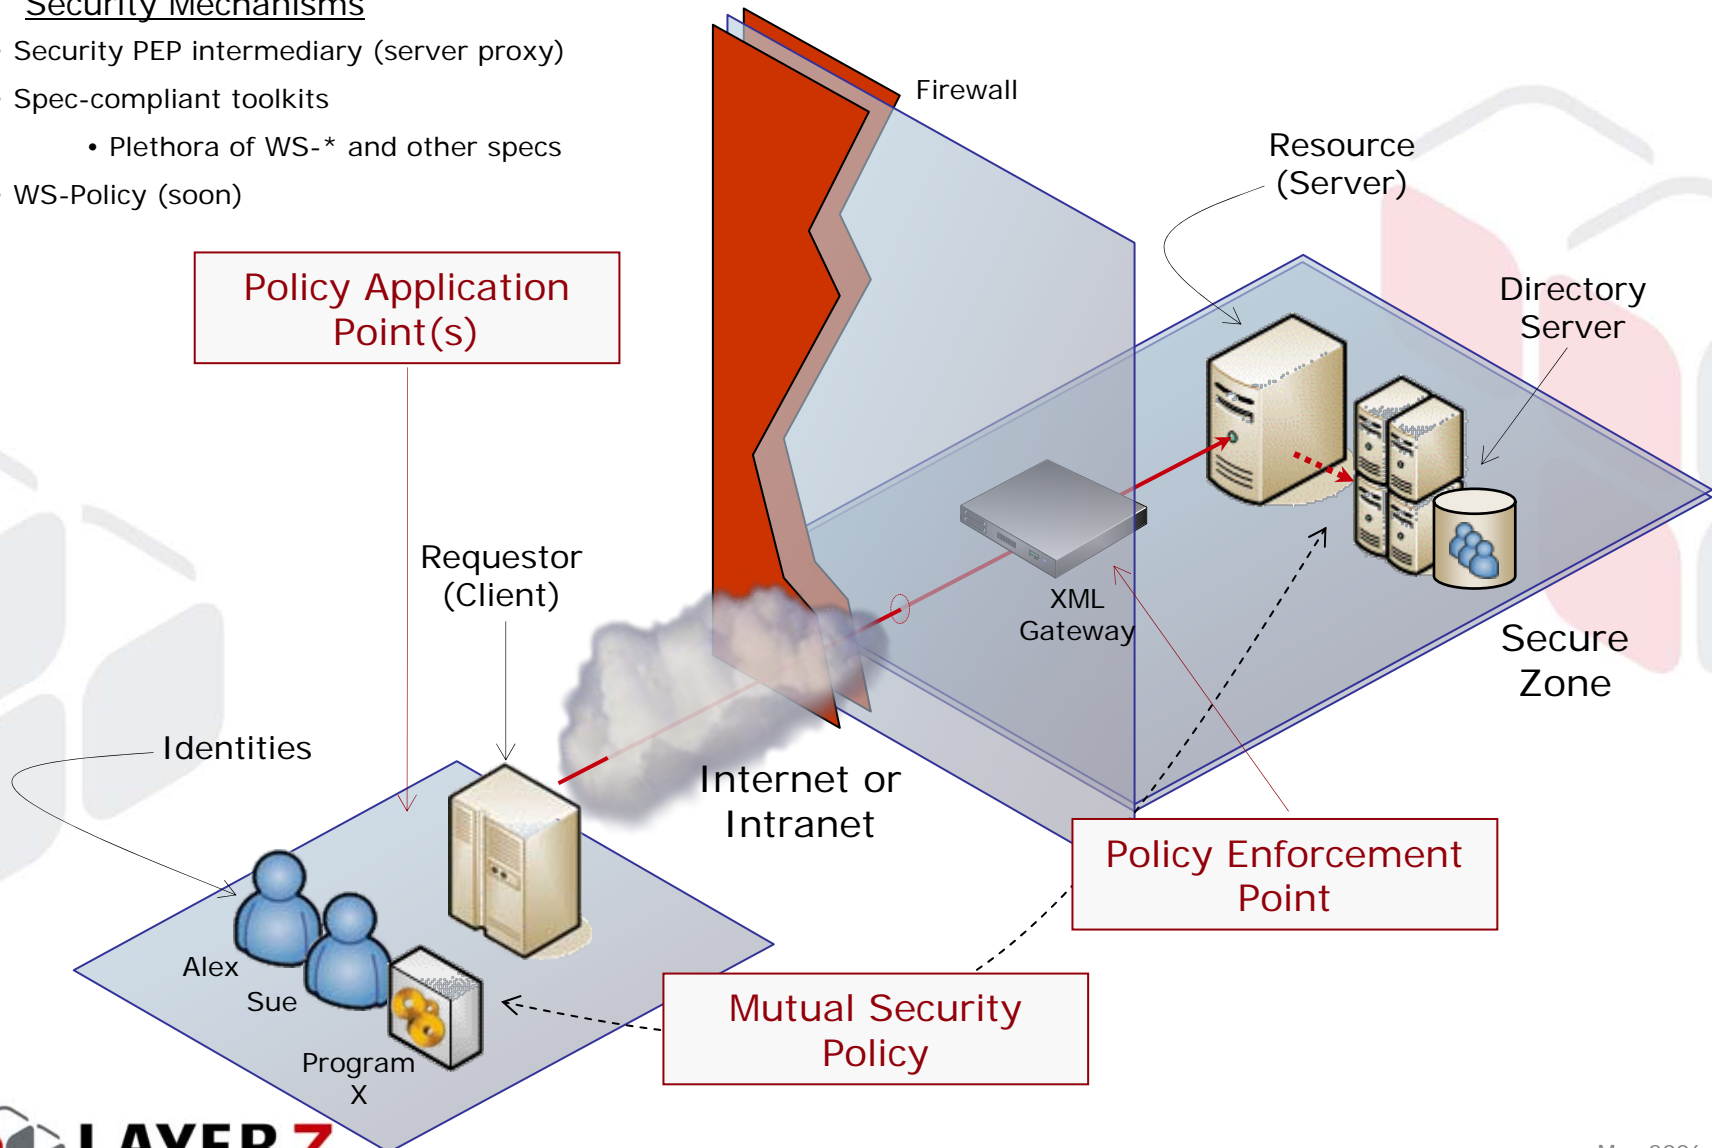 Security Mechanisms
Security PEP intermediary (server proxy)
Spec-compliant toolkits
• Plethora of WS-* and other specs
WS-Policy (soon)
Firewall
Resource
(Server)
Directory
Server
Policy Application
Point(s)
Requestor
(Client)
XML
Gateway
Secure
Zone
Identities
Internet or
Intranet
Policy Enforcement
Point
Alex
Sue
Mutual Security
Policy
Program
X
LAYER 7